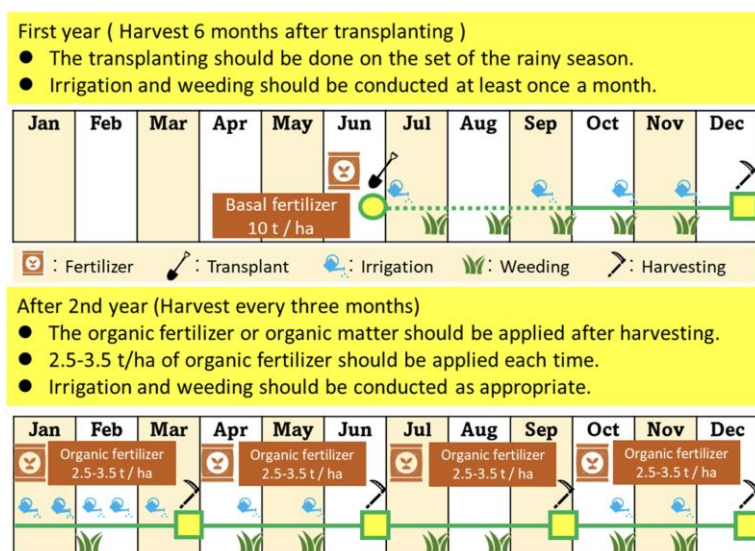 First year ( Harvest 6 months after transplanting )
● The transplanting should be done on the set of the rainy season.
● Irrigation and weeding should be conducted at least once a month.
Jan Feb Mar Apr May Jun Jul Aug Sep Oct Nov Dec
Basal fertilizer
10 t / ha
: Fertilizer : Transplant : Irrigation : Weeding : Harvesting
After 2nd year (Harvest every three months)
● The organic fertilizer or organic matter should be applied after harvesting.
● 2.5-3.5 t/ha of organic fertilizer should be applied each time.
● Irrigation and weeding should be conducted as appropriate.
Jan Feb Mar Apr May Jun Jul Aug Sep Oct Nov Dec
Organic fertilizer
2.5-3.5 t / ha
Organic fertilizer
2.5-3.5 t / ha
Organic fertilizer
2.5-3.5 t / ha
Organic fertilizer
2.5-3.5 t / ha